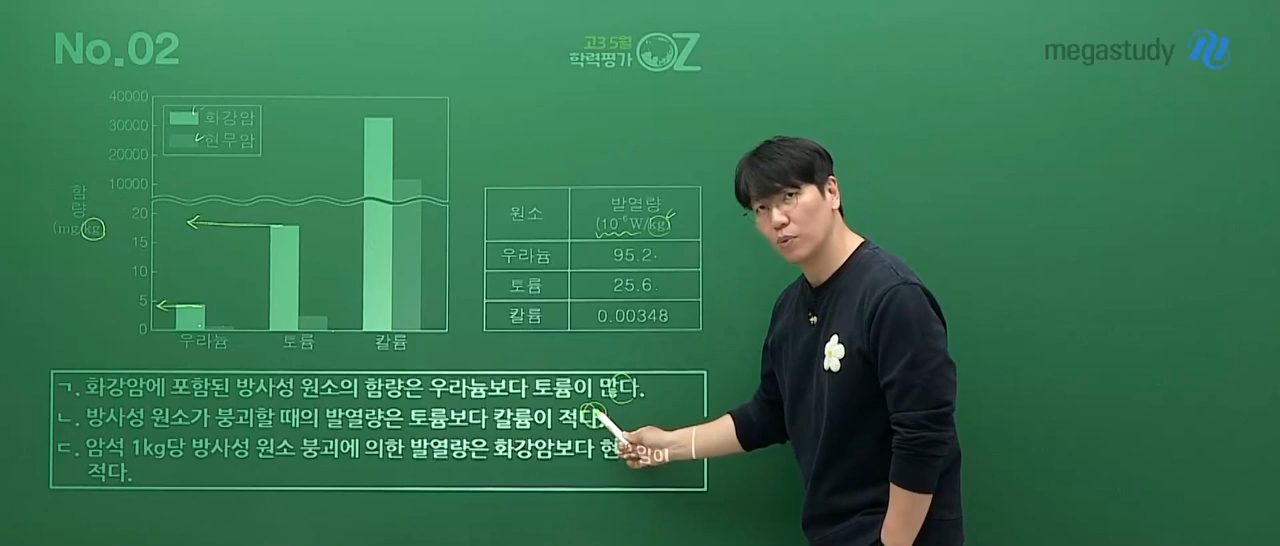 No.02
고3 5월
학력평가 OZ
megastudy
40000
30000
20000
10000
20
15
10
5
0
함량
(mg/kg)
화강암
현무암
우라늄 토륨 칼륨
원소 발열량
(10⁻⁶W/kg)
우라늄 95.2
토륨 25.6
칼륨 0.00348
ㄱ. 화강암에 포함된 방사성 원소의 함량은 우라늄보다 토륨이 많다.
ㄴ. 방사성 원소가 붕괴할 때의 발열량은 토륨보다 칼륨이 적다
ㄷ. 암석 1kg당 방사성 원소 붕괴에 의한 발열량은 화강암보다 현무암이
적다.